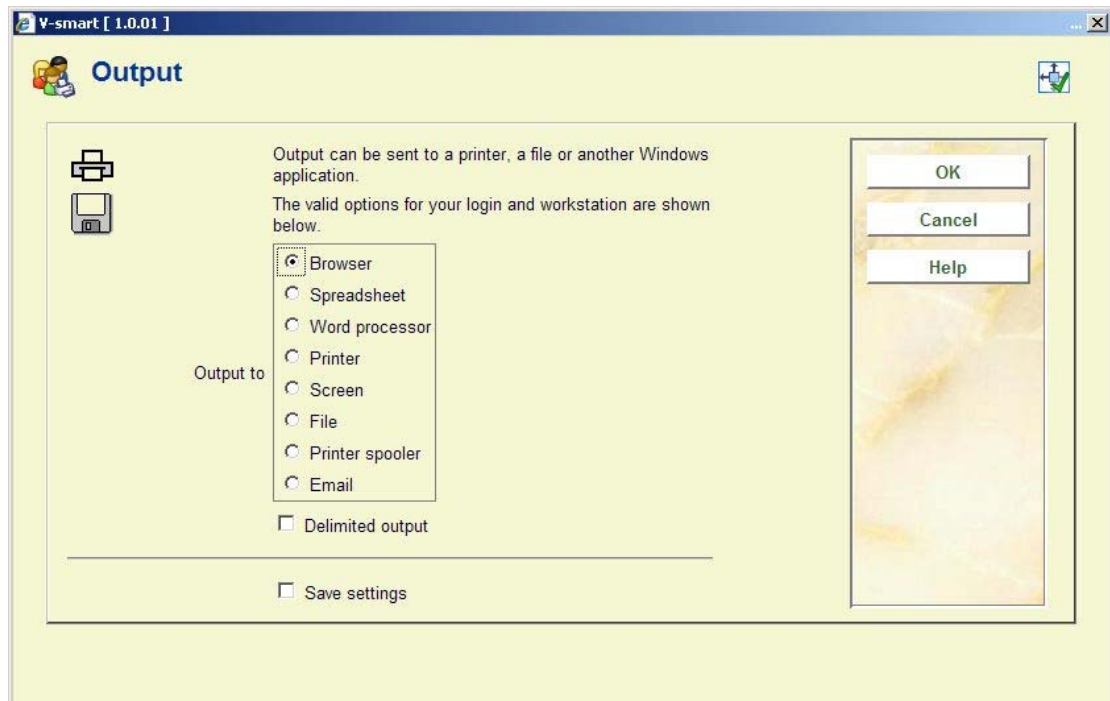 V-smart [ 1.0.01 ]
...
Output
Output can be sent to a printer, a file or another Windows
application.
The valid options for your login and workstation are shown
below.
Output to
Browser
Spreadsheet
Word processor
Printer
Screen
File
Printer spooler
Email
Delimited output
Save settings
OK
Cancel
Help